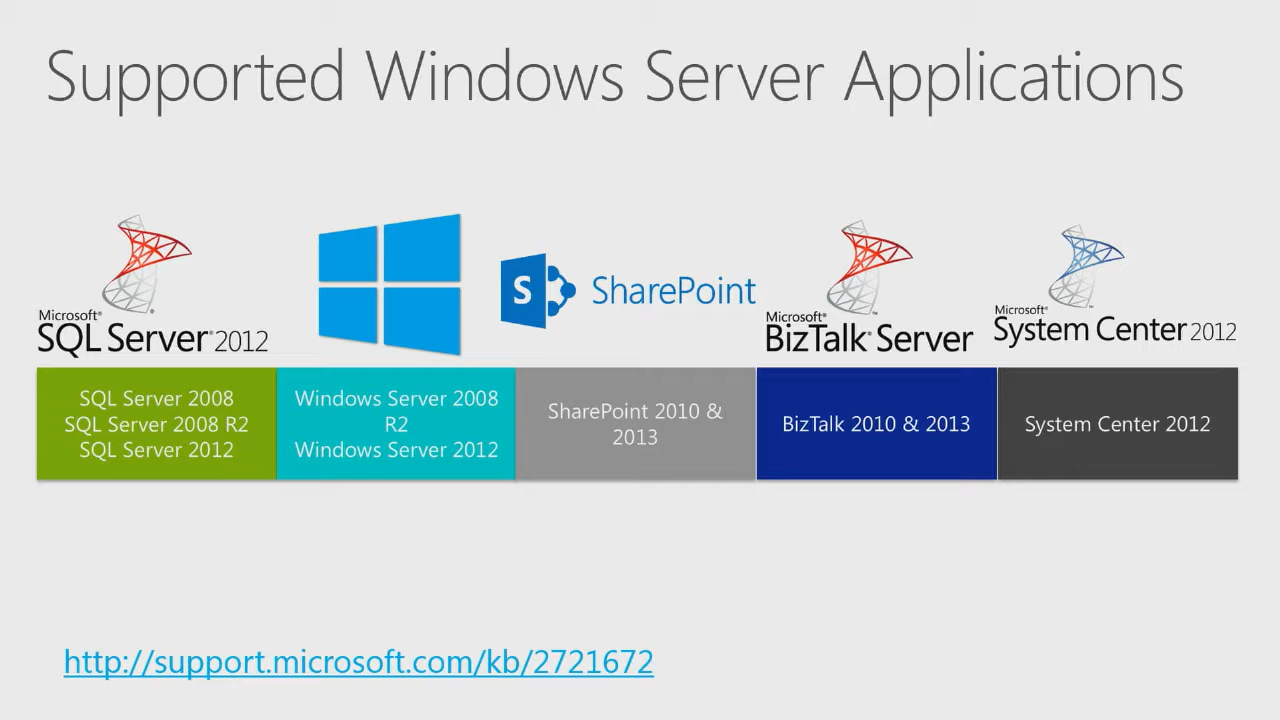 Supported Windows Server Applications
Microsoft®
SQL Server® 2012
S
SharePoint
Microsoft®
BizTalk® Server
Microsoft®
System Center 2012
SQL Server 2008
SQL Server 2008 R2
SQL Server 2012
Windows Server 2008
R2
Windows Server 2012
SharePoint 2010 &
2013
BizTalk 2010 & 2013
System Center 2012
http://support.microsoft.com/kb/2721672